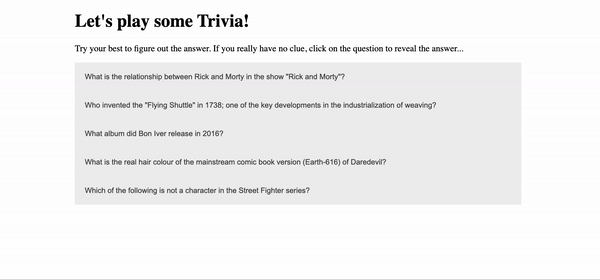 Let's play some Trivia!
Try your best to figure out the answer. If you really have no clue, click on the question to reveal the answer...
What is the relationship between Rick and Morty in the show "Rick and Morty"?
Who invented the "Flying Shuttle" in 1738; one of the key developments in the industrialization of weaving?
What album did Bon Iver release in 2016?
What is the real hair colour of the mainstream comic book version (Earth-616) of Daredevil?
Which of the following is not a character in the Street Fighter series?